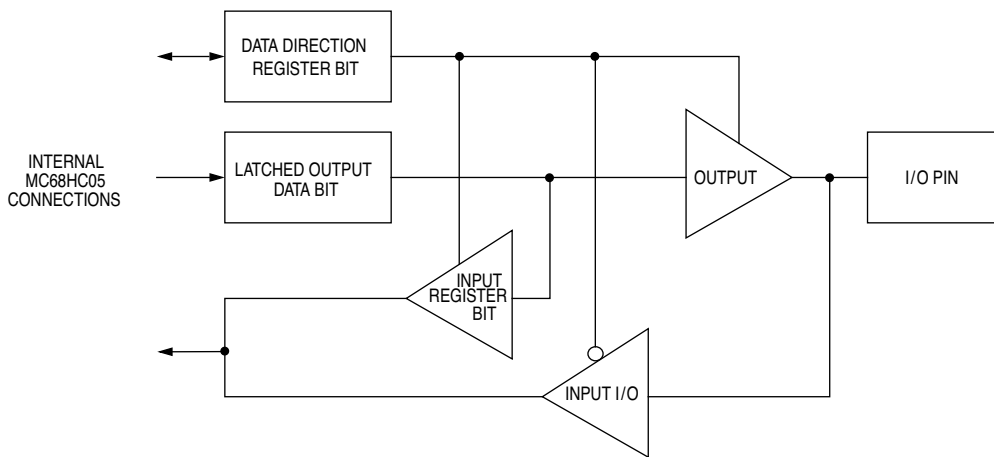 DATA DIRECTION
REGISTER BIT
INTERNAL
MC68HC05
CONNECTIONS
LATCHED OUTPUT
DATA BIT
OUTPUT
I/O PIN
INPUT
REGISTER
BIT
INPUT I/O